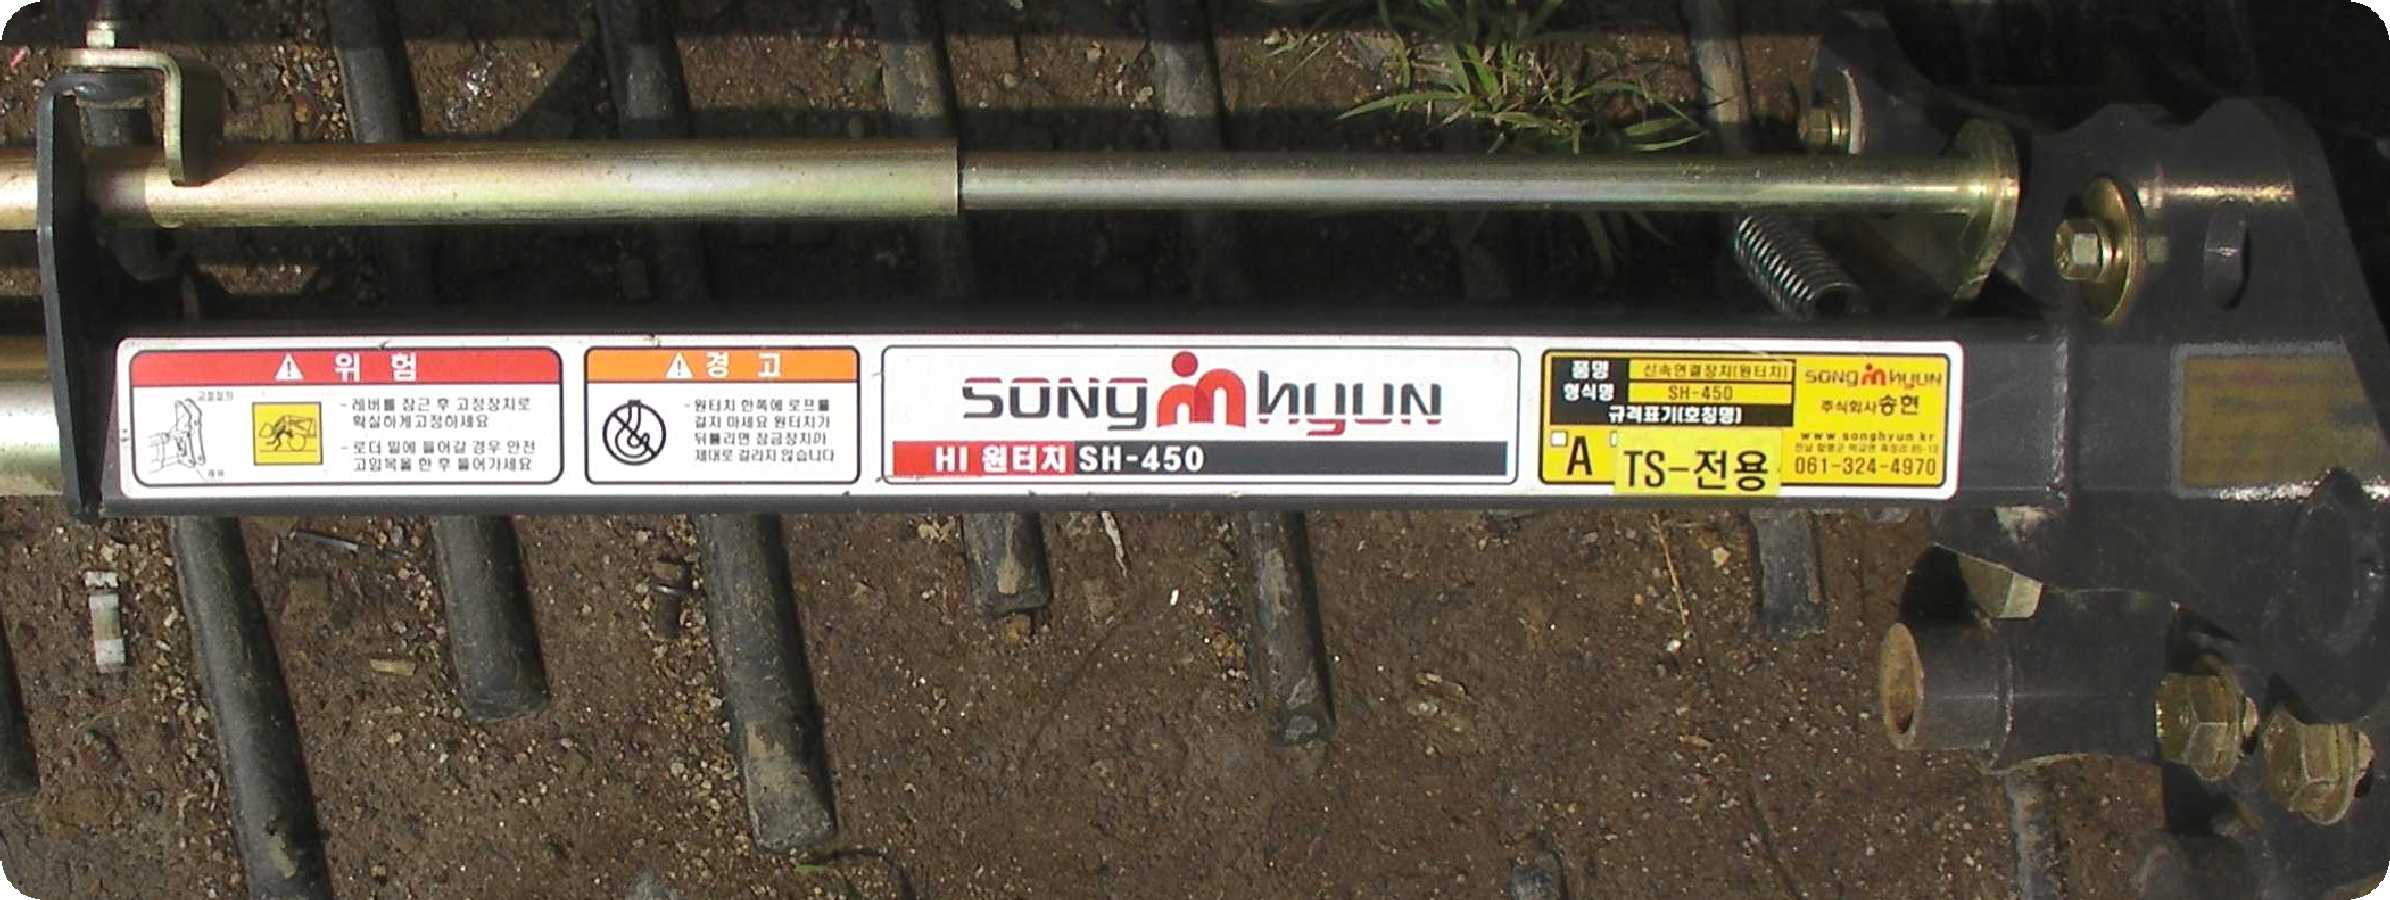 위 험
고정장치
- 레버를 잠근 후 고정장치로
확실하게고정하세요
- 로더 밑에 들어갈 경우 안전
고임목을 한 후 들어가세요
레버
경 고
- 원터치 한쪽에 로프를
걸지 마세요 원터치가
뒤틀리면 잠금장치가
제대로 걸리지 않습니다
SONG hyun
HI 원터치 SH-450
품명 신속연결장치(원터치)
형식명 SH-450
규격표기(호칭명)
A TS-전용
SONG hyun
주식회사 송현
www.songhyun.kr
061-324-4970